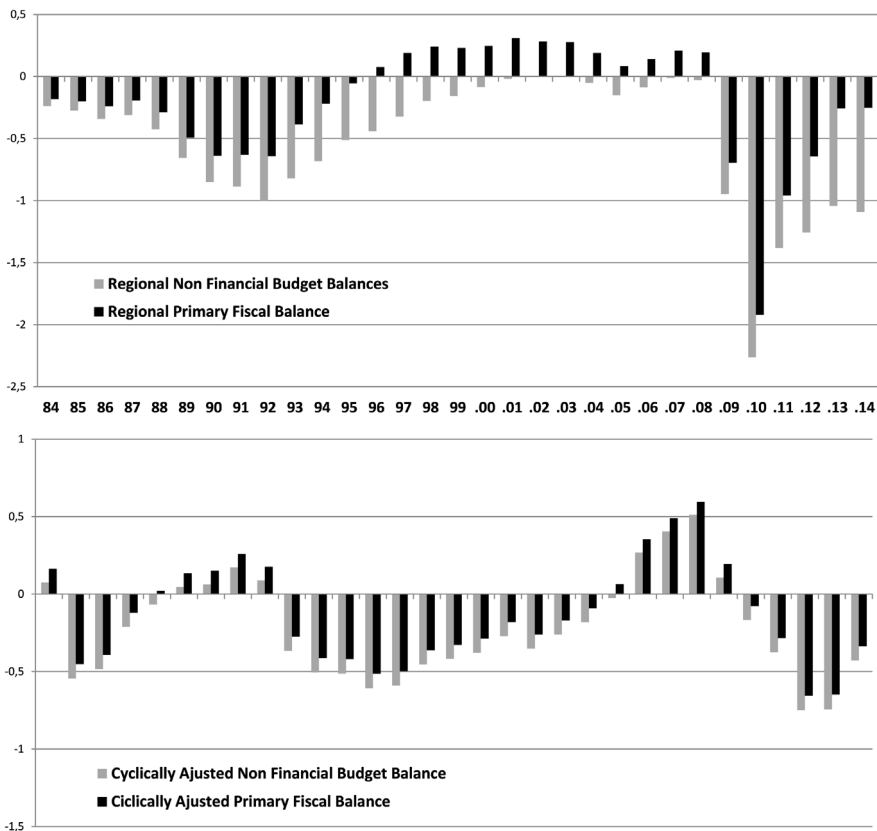 0,5
0
-0,5
-1
-1,5
-2
-2,5
Regional Non Financial Budget Balances
Regional Primary Fiscal Balance
84 85 86 87 88 89 90 91 92 93 94 95 96 97 98 99 .00 .01 .02 .03 .04 .05 .06 .07 .08 .09 .10 .11 .12 .13 .14
1
0,5
0
-0,5
-1
-1,5
Cyclically Ajusted Non Financial Budget Balance
Ciclically Ajusted Primary Fiscal Balance